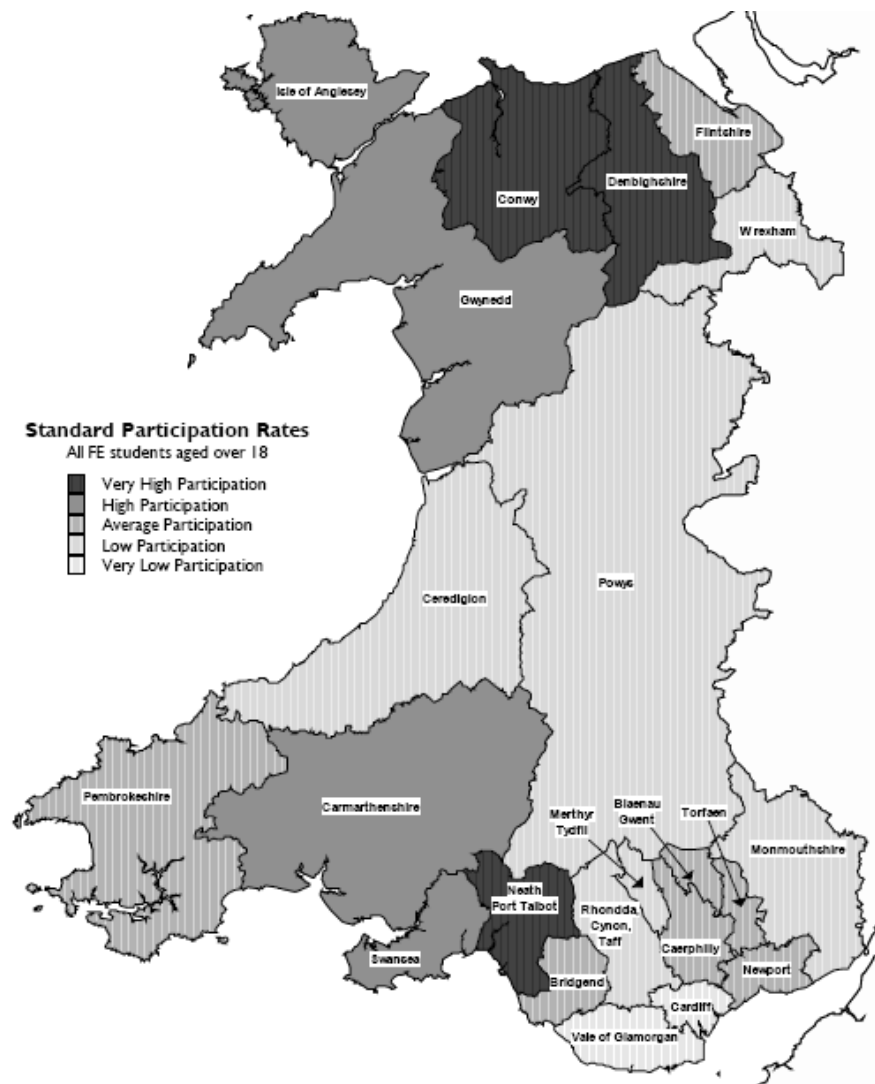 Isle of Anglesey
Flintshire
Denbighshire
Conwy
Wrexham
Gwynedd
Standard Participation Rates
All FE students aged over 18
Very High Participation
High Participation
Average Participation
Low Participation
Very Low Participation
Ceredigion
Powys
Pembrokeshire
Carmarthenshire
Merthyr
Tydfil
Blaenau
Gwent
Torfaen
Monmouthshire
Neath
Port Talbot
Rhondda,
Cynon,
Taff
Caerphilly
Swansea
Bridgend
Newport
Cardiff
Vale of Glamorgan